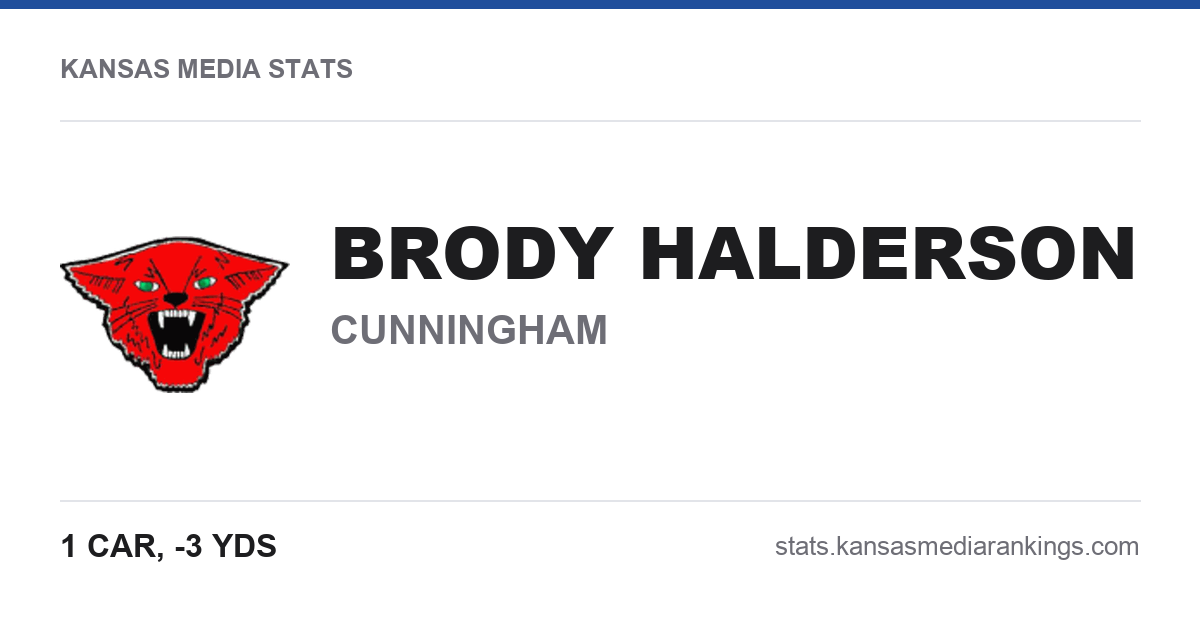 KANSAS MEDIA STATS
BRODY HALDERSON
CUNNINGHAM
1 CAR, -3 YDS
stats.kansasmediarankings.com